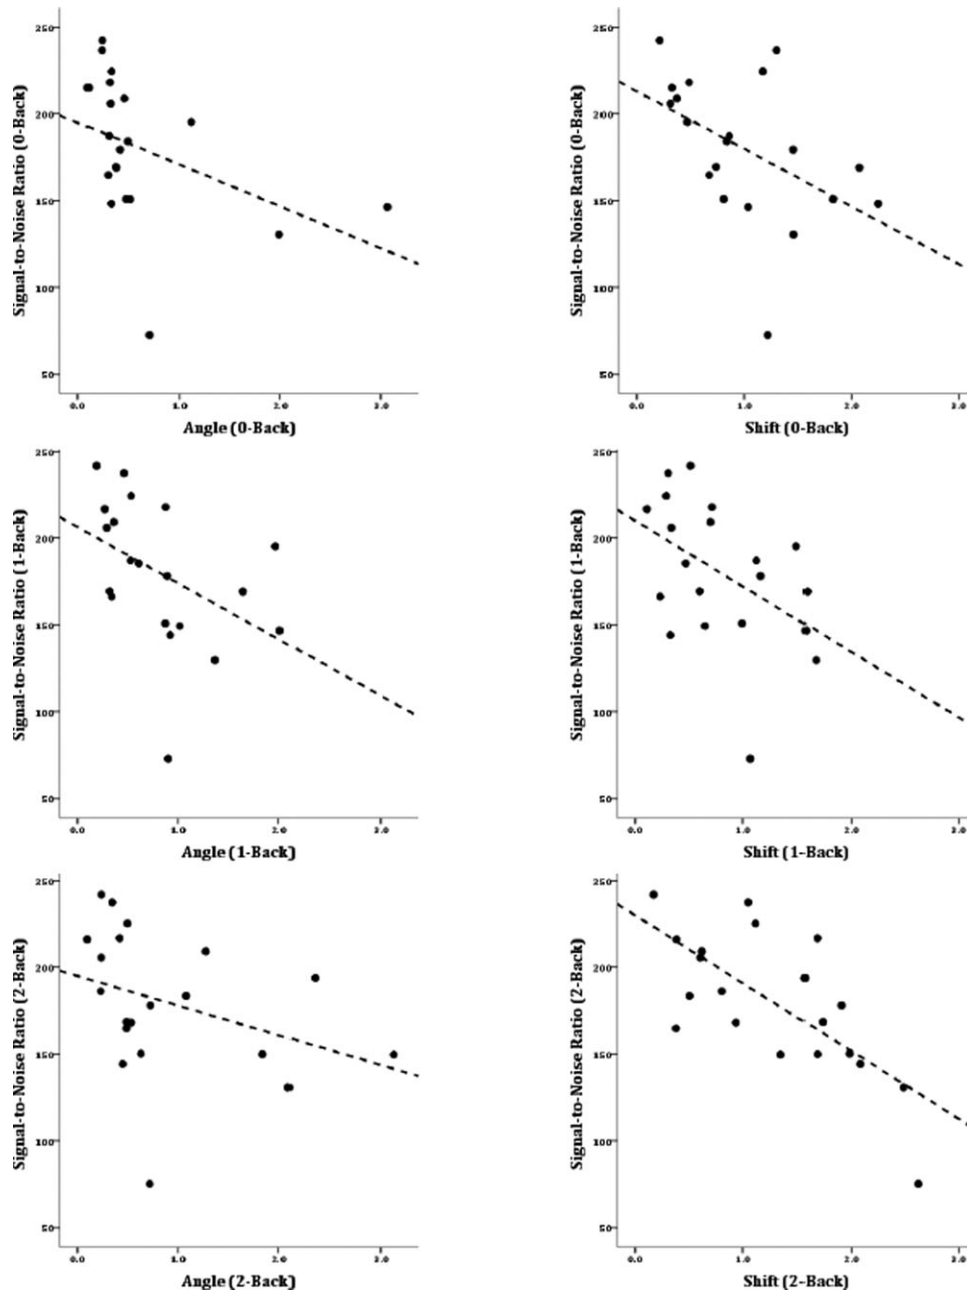 250
200
150
100
50
Signal-to-Noise Ratio (0-Back)
0.0 1.0 2.0 3.0
Angle (0-Back)
250
200
150
100
50
Signal-to-Noise Ratio (0-Back)
0.0 1.0 2.0 3.0
Shift (0-Back)
250
200
150
100
50
Signal-to-Noise Ratio (1-Back)
0.0 1.0 2.0 3.0
Angle (1-Back)
250
200
150
100
50
Signal-to-Noise Ratio (1-Back)
0.0 1.0 2.0 3.0
Shift (1-Back)
250
200
150
100
50
Signal-to-Noise Ratio (2-Back)
0.0 1.0 2.0 3.0
Angle (2-Back)
250
200
150
100
50
Signal-to-Noise Ratio (2-Back)
0.0 1.0 2.0 3.0
Shift (2-Back)